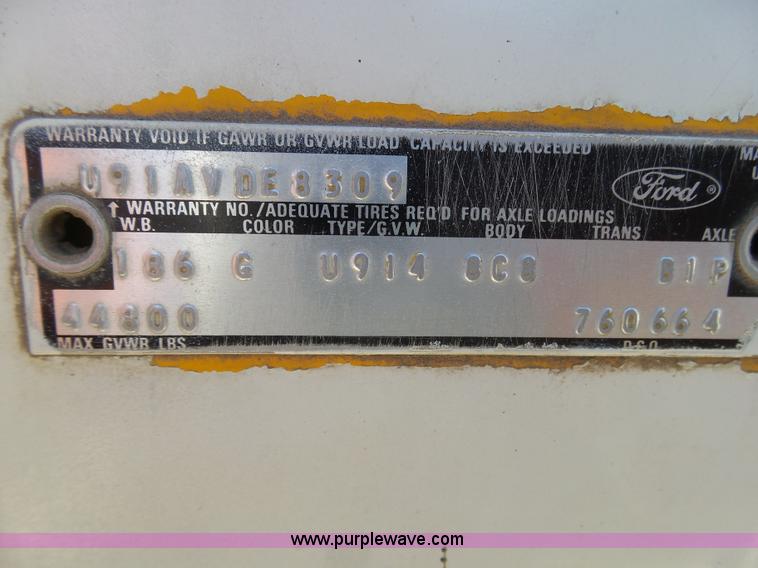 WARRANTY VOID IF GAWR OR GVWR LOAD CAPACITY IS EXCEEDED
U91AVDE8309
Ford ®
↑ WARRANTY NO./ADEQUATE TIRES REQ'D FOR AXLE LOADINGS
W.B. COLOR TYPE/G.V.W. BODY TRANS AXLE
186 G U914 8C8 B1P
44800 760664
MAX GVWR LBS D.S.O.
www.purplewave.com